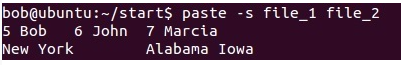 bob@ubuntu:~/start$ paste -s file_1 file_2
5 Bob	6 John	7 Marcia
New York	Alabama	Iowa